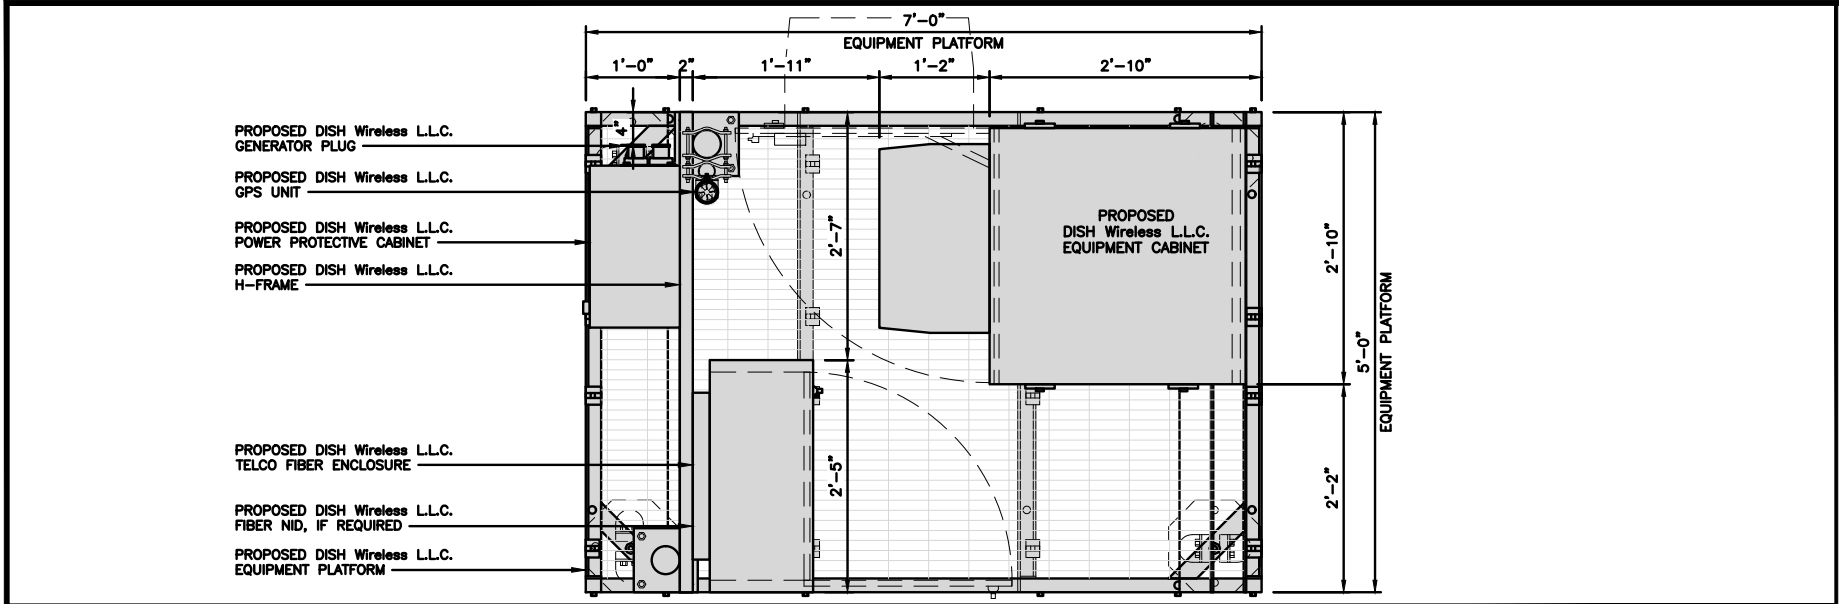 7'-0"
EQUIPMENT PLATFORM
1'-0" 2" 1'-11" 1'-2" 2'-10"
PROPOSED DISH Wireless L.L.C.
GENERATOR PLUG
4"
PROPOSED DISH Wireless L.L.C.
GPS UNIT
PROPOSED DISH Wireless L.L.C.
POWER PROTECTIVE CABINET
PROPOSED DISH Wireless L.L.C.
H-FRAME
2'-7"
PROPOSED
DISH Wireless L.L.C.
EQUIPMENT CABINET
2'-10"
5'-0"
EQUIPMENT PLATFORM
PROPOSED DISH Wireless L.L.C.
TELCO FIBER ENCLOSURE
2'-5"
2'-2"
PROPOSED DISH Wireless L.L.C.
FIBER NID, IF REQUIRED
PROPOSED DISH Wireless L.L.C.
EQUIPMENT PLATFORM